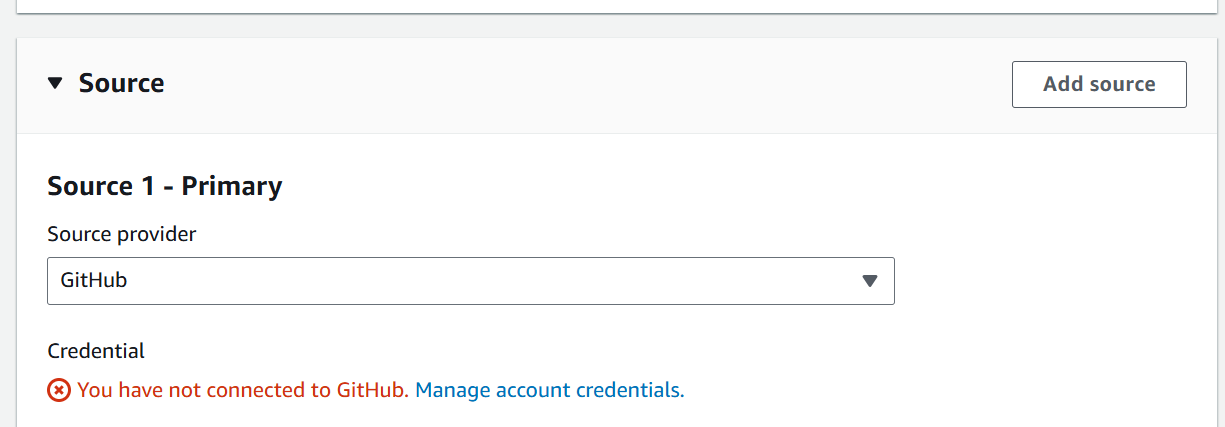 Source
Add source
Source 1 - Primary
Source provider
GitHub
Credential
You have not connected to GitHub. Manage account credentials.